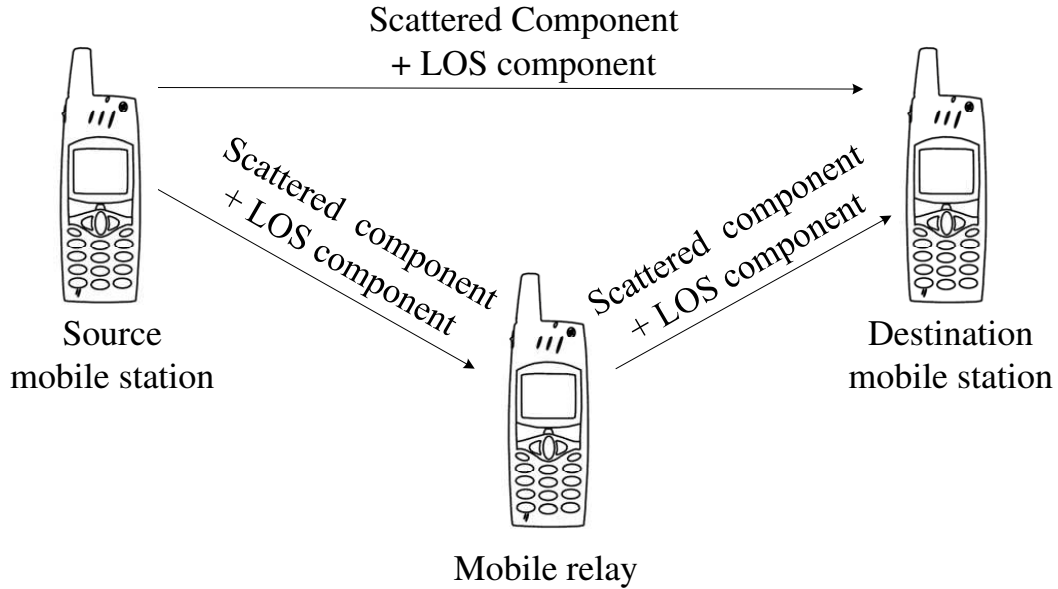 Scattered Component
+ LOS component
Scattered component
+ LOS component
Scattered component
+ LOS component
Source
mobile station
Destination
mobile station
Mobile relay